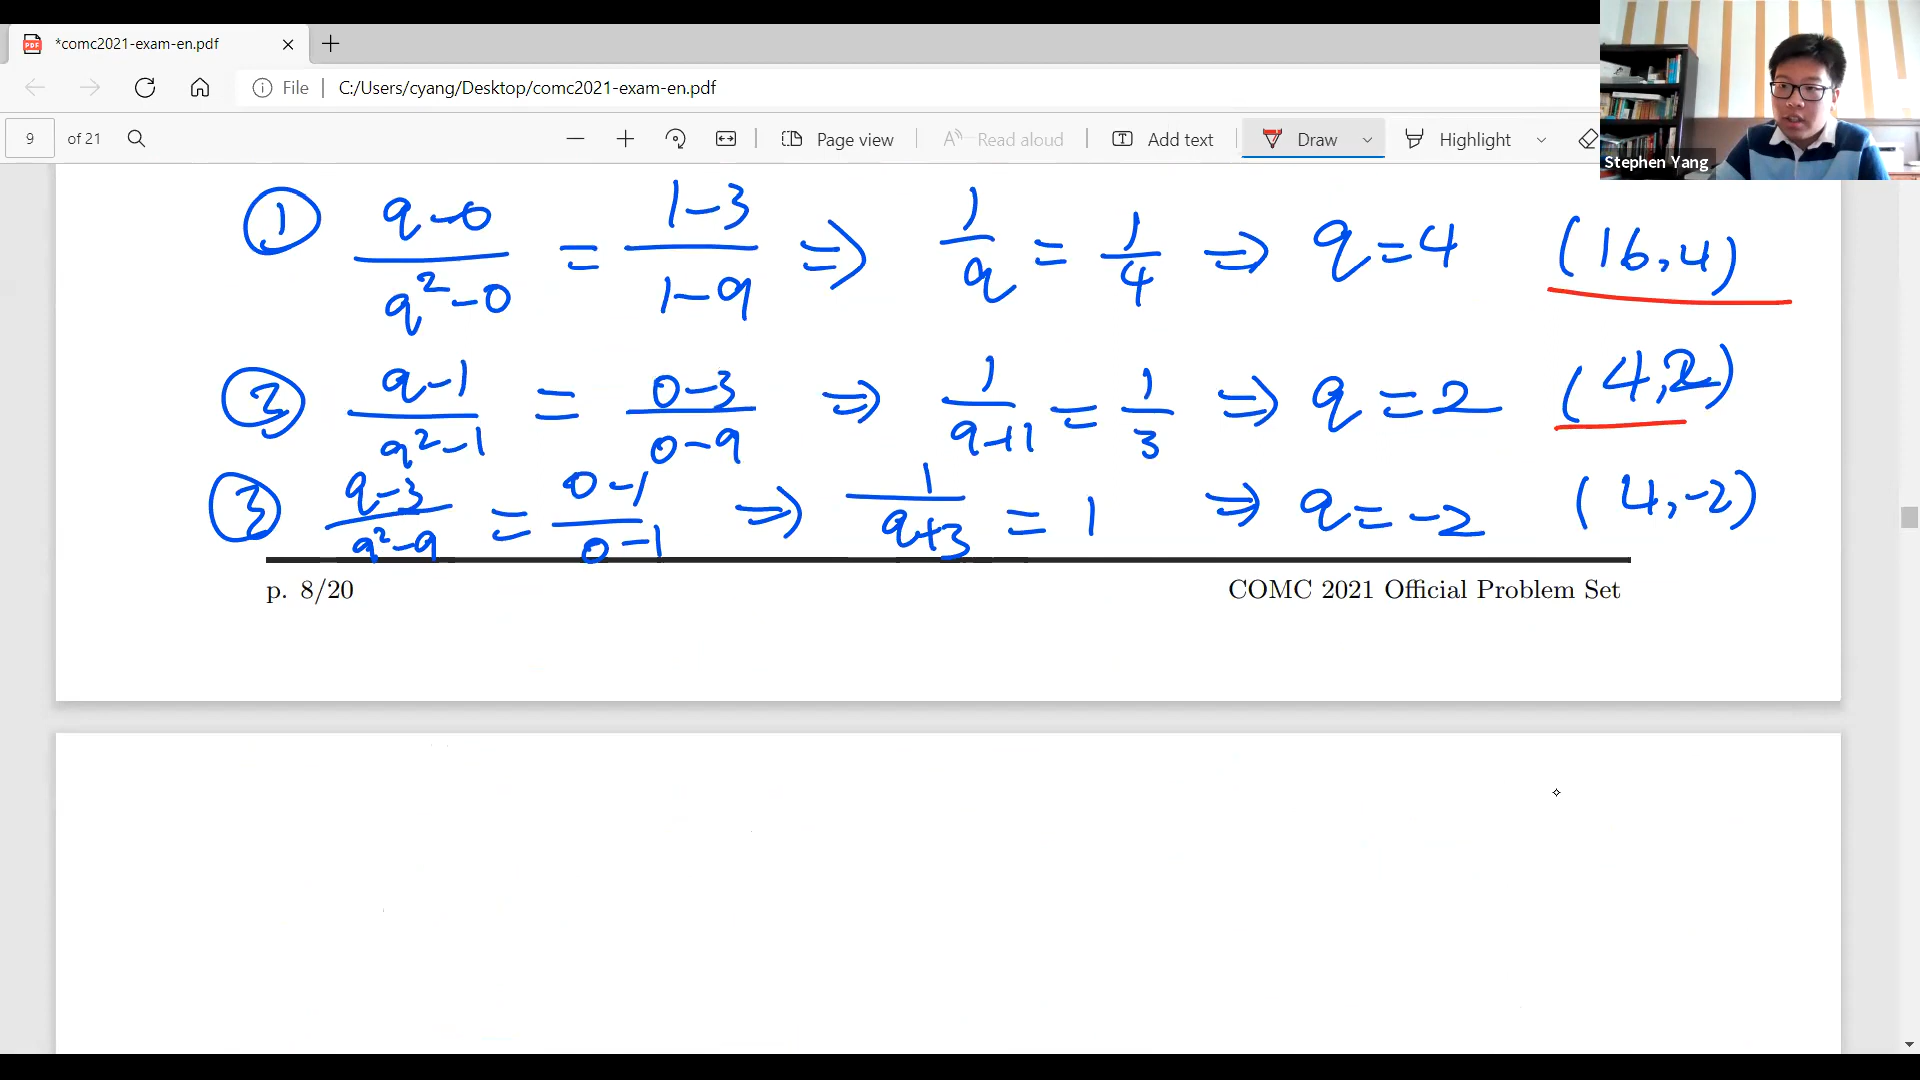 *comc2021-exam-en.pdf
File | C:/Users/cyang/Desktop/comc2021-exam-en.pdf
9 of 21 Page view Read aloud Add text Draw Highlight
Stephen Yang
① (q-0)/(q²-0) = (1-3)/(1-9) ⇒ 1/q = 1/4 ⇒ q=4 (16,4)
② (q-1)/(q²-1) = (0-3)/(0-9) ⇒ 1/(q+1) = 1/3 ⇒ q=2 (4,2)
③ (q-3)/(q²-9) = (0-1)/(0-1) ⇒ 1/(q+3) = 1 ⇒ q=-2 (4,-2)
p. 8/20 COMC 2021 Official Problem Set